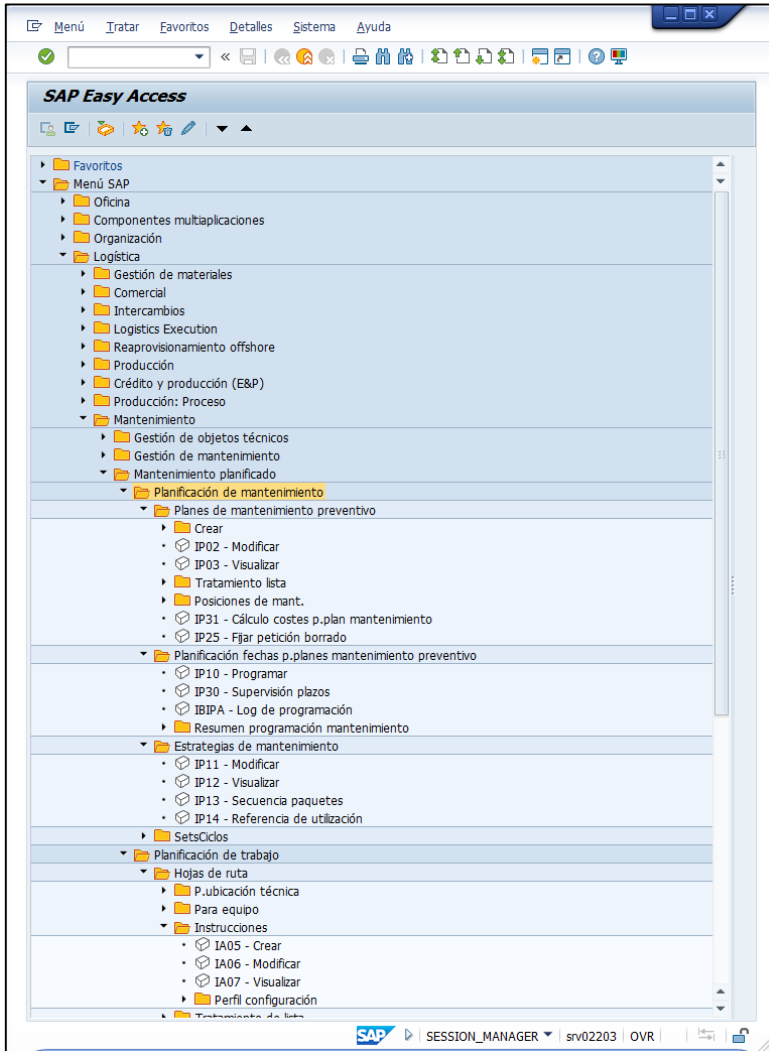 Menú Tratar Favoritos Detalles Sistema Ayuda
SAP Easy Access
Favoritos
Menú SAP
Oficina
Componentes multiaplicaciones
Organización
Logística
Gestión de materiales
Comercial
Intercambios
Logistics Execution
Reaprovisionamiento offshore
Producción
Crédito y producción (E&P)
Producción: Proceso
Mantenimiento
Gestión de objetos técnicos
Gestión de mantenimiento
Mantenimiento planificado
Planificación de mantenimiento
Planes de mantenimiento preventivo
Crear
IP02 - Modificar
IP03 - Visualizar
Tratamiento lista
Posiciones de mant.
IP31 - Cálculo costes p.plan mantenimiento
IP25 - Fijar petición borrado
Planificación fechas p.planes mantenimiento preventivo
IP10 - Programar
IP30 - Supervisión plazos
IBIPA - Log de programación
Resumen programación mantenimiento
Estrategias de mantenimiento
IP11 - Modificar
IP12 - Visualizar
IP13 - Secuencia paquetes
IP14 - Referencia de utilización
SetsCiclos
Planificación de trabajo
Hojas de ruta
P.ubicación técnica
Para equipo
Instrucciones
IA05 - Crear
IA06 - Modificar
IA07 - Visualizar
Perfil configuración
Tratamiento de lista
SAP SESSION_MANAGER srv02203 OVR